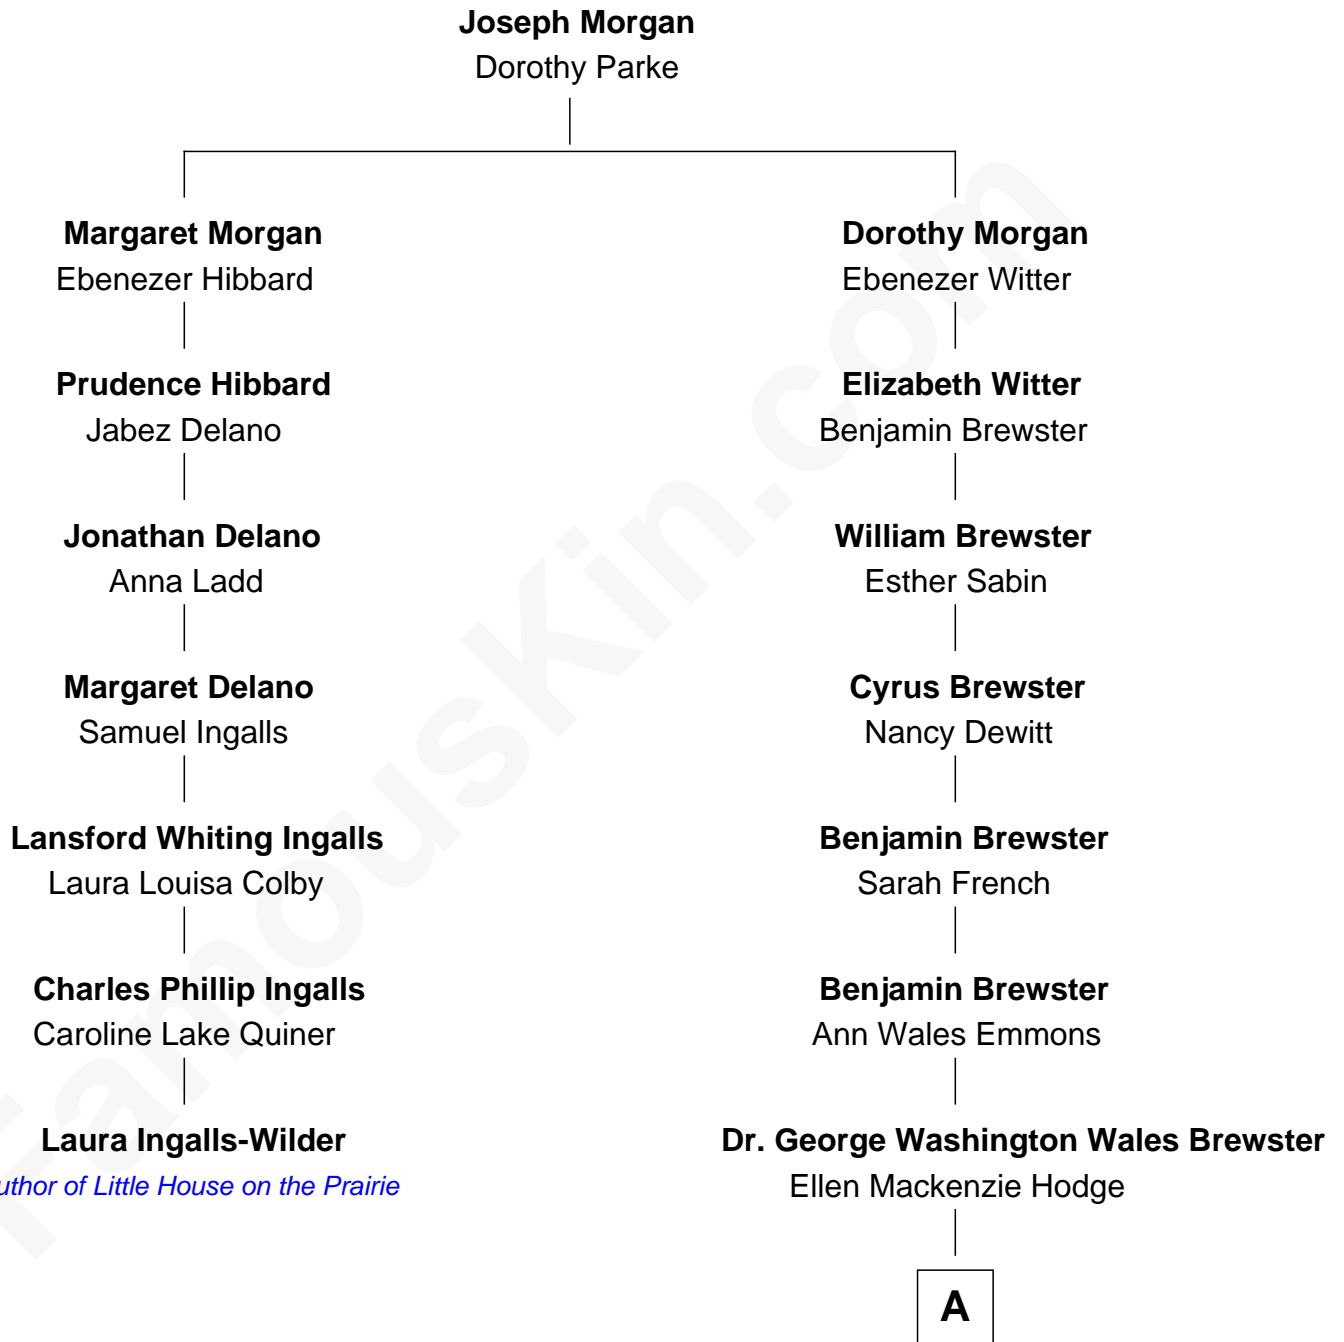 Joseph Morgan
Dorothy Parke
Margaret Morgan
Ebenezer Hibbard
Dorothy Morgan
Ebenezer Witter
Prudence Hibbard
Jabez Delano
Elizabeth Witter
Benjamin Brewster
Jonathan Delano
Anna Ladd
William Brewster
Esther Sabin
Margaret Delano
Samuel Ingalls
Cyrus Brewster
Nancy Dewitt
Lansford Whiting Ingalls
Laura Louisa Colby
Benjamin Brewster
Sarah French
Charles Phillip Ingalls
Caroline Lake Quiner
Benjamin Brewster
Ann Wales Emmons
Laura Ingalls-Wilder
uthor of Little House on the Prairie
Dr. George Washington Wales Brewster
Ellen Mackenzie Hodge
A
FamousKin.com